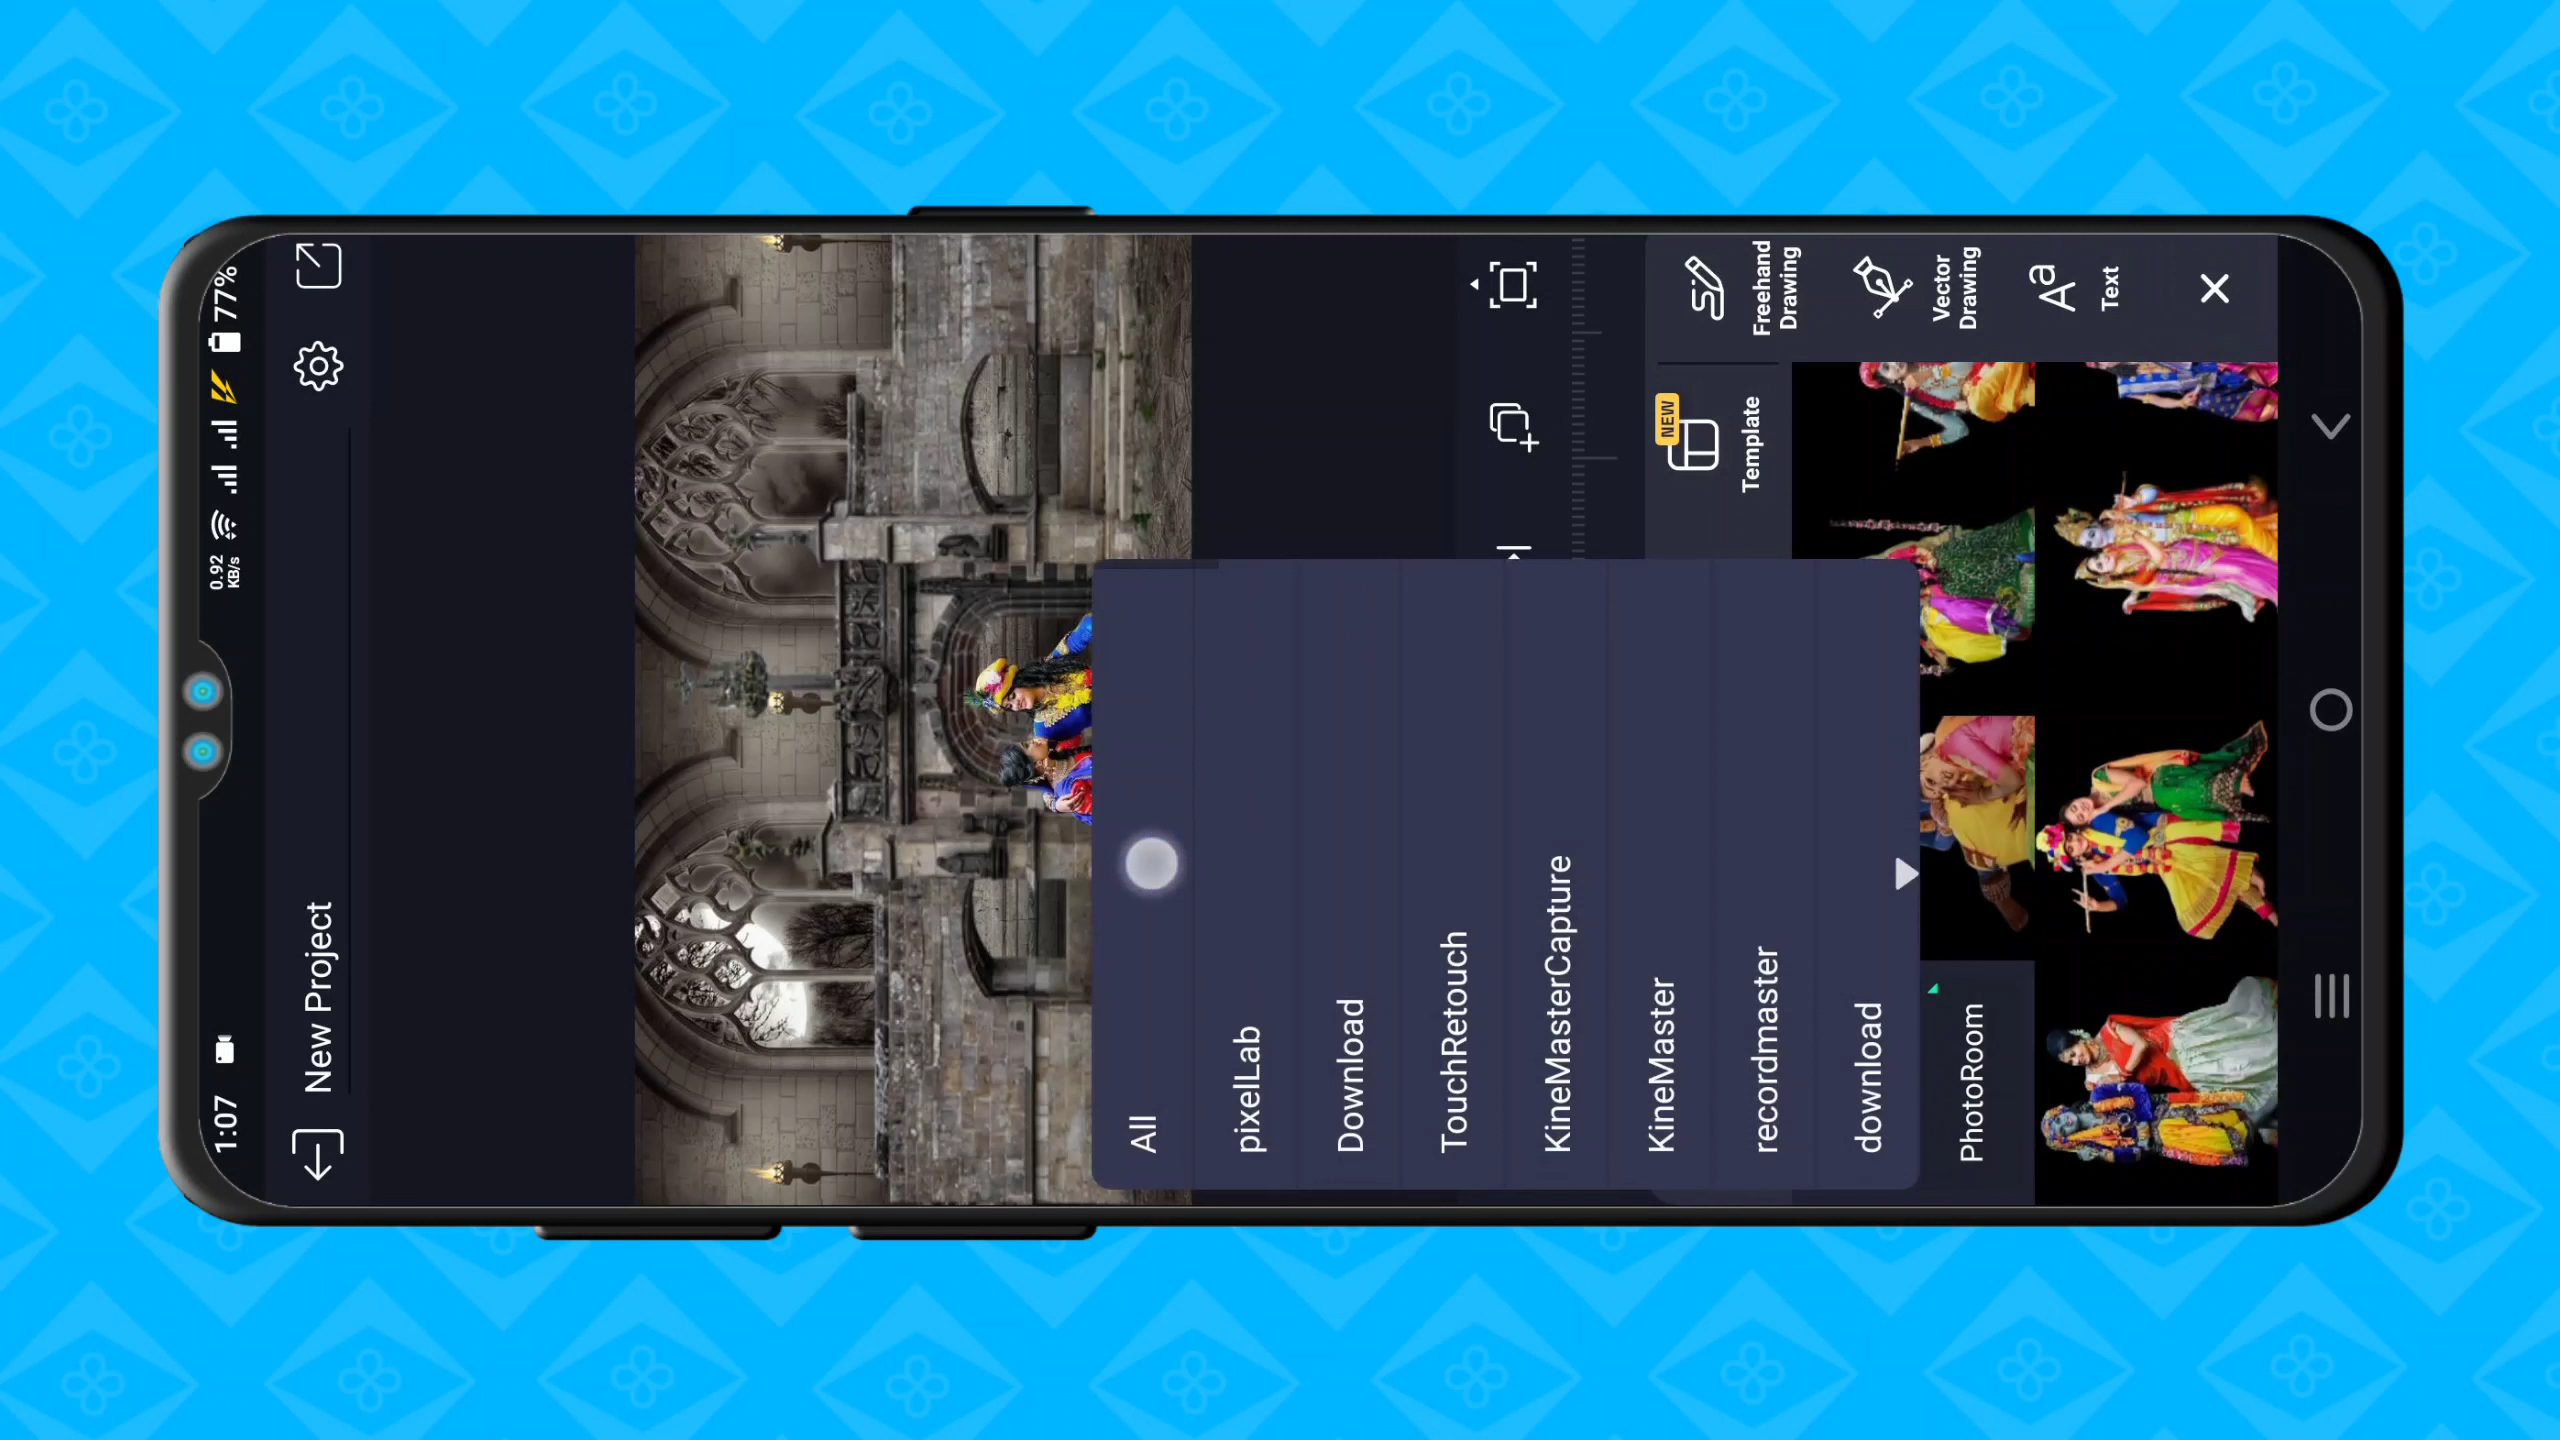 1:07
0.92
KB/s
77%
New Project
Freehand
Drawing
Vector
Drawing
Aa
Text
NEW
Template
All
pixelLab
Download
TouchRetouch
KineMasterCapture
KineMaster
recordmaster
download
PhotoRoom